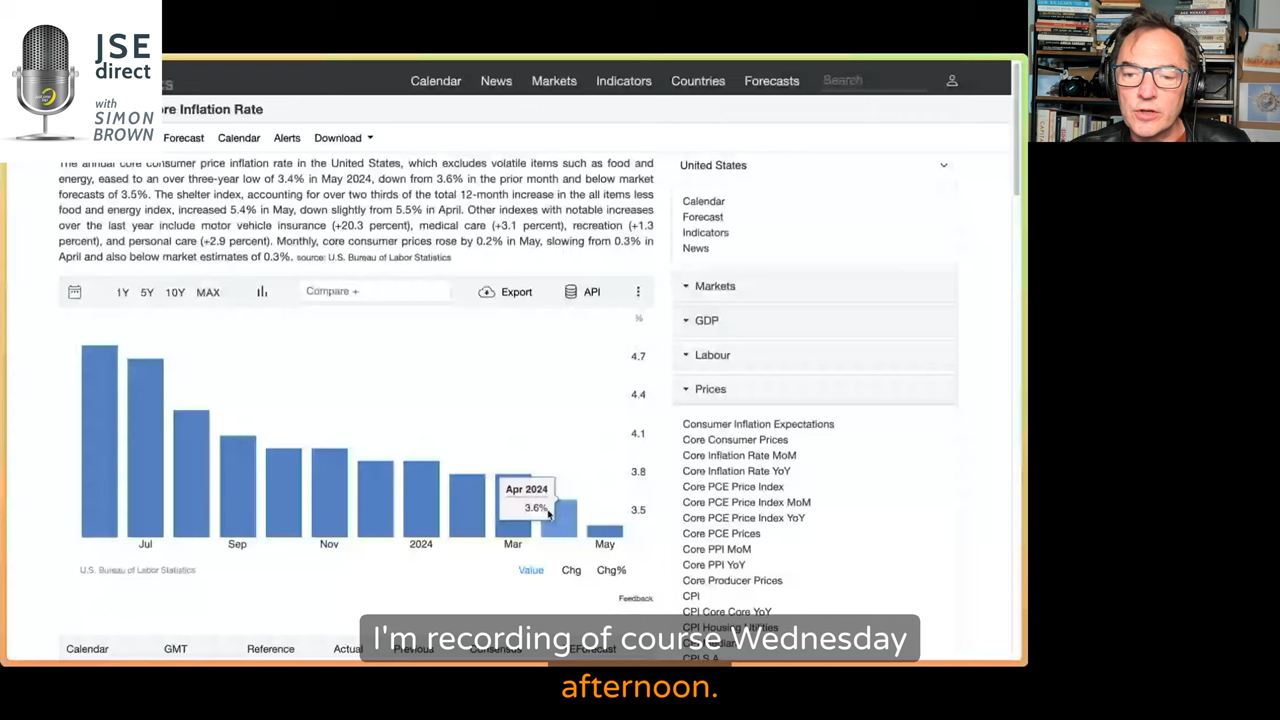 JSE
direct
with
SIMON
BROWN
Calendar News Markets Indicators Countries Forecasts Search
ore Inflation Rate
Forecast Calendar Alerts Download
The annual core consumer price inflation rate in the United States, which excludes volatile items such as food and
energy, eased to an over three-year low of 3.4% in May 2024, down from 3.6% in the prior month and below market
forecasts of 3.5%. The shelter index, accounting for over two thirds of the total 12-month increase in the all items less
food and energy index, increased 5.4% in May, down slightly from 5.5% in April. Other indexes with notable increases
over the last year include motor vehicle insurance (+20.3 percent), medical care (+3.1 percent), recreation (+1.3
percent), and personal care (+2.9 percent). Monthly, core consumer prices rose by 0.2% in May, slowing from 0.3% in
April and also below market estimates of 0.3%. source: U.S. Bureau of Labor Statistics
1Y 5Y 10Y MAX Compare + Export API
%
4.7
4.4
4.1
3.8
3.5
Apr 2024
3.6%
Jul Sep Nov 2024 Mar May
U.S. Bureau of Labor Statistics
Value Chg Chg%
Feedback
Calendar GMT Reference Actual Previous Consensus
United States
Calendar
Forecast
Indicators
News
Markets
GDP
Labour
Prices
Consumer Inflation Expectations
Core Consumer Prices
Core Inflation Rate MoM
Core Inflation Rate YoY
Core PCE Price Index
Core PCE Price Index MoM
Core PCE Price Index YoY
Core PCE Prices
Core PPI MoM
Core PPI YoY
Core Producer Prices
CPI
CPI Core Core YoY
CPI Housing Utilities
I'm recording of course Wednesday
afternoon.